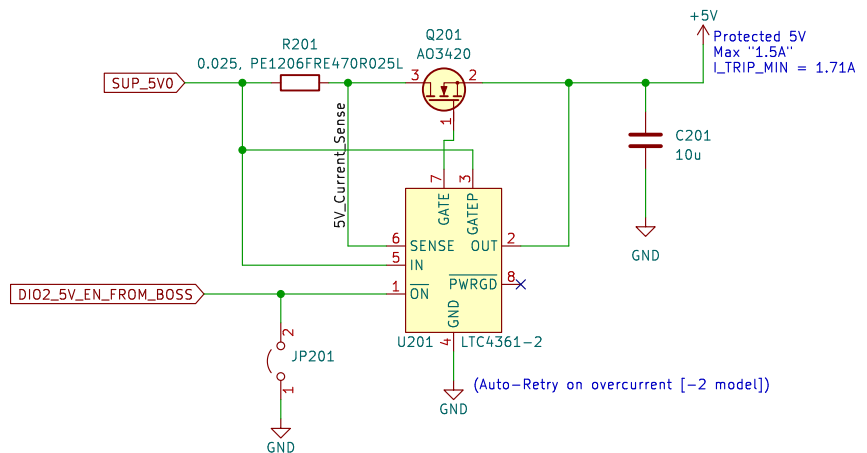 +5V
Q201
AO3420
Protected 5V
Max "1.5A"
I_TRIP_MIN = 1.71A
R201
0.025, PE1206FRE470R025L
SUP_5V0
3
2
1
5V_Current_Sense
C201
10u
GND
7
3
GATE
GATEP
6
SENSE
OUT
2
5
IN
PWRGD
8
DIO2_5V_EN_FROM_BOSS
1
ON
GND
U201
4
LTC4361-2
2
JP201
1
GND
(Auto-Retry on overcurrent [-2 model])
GND